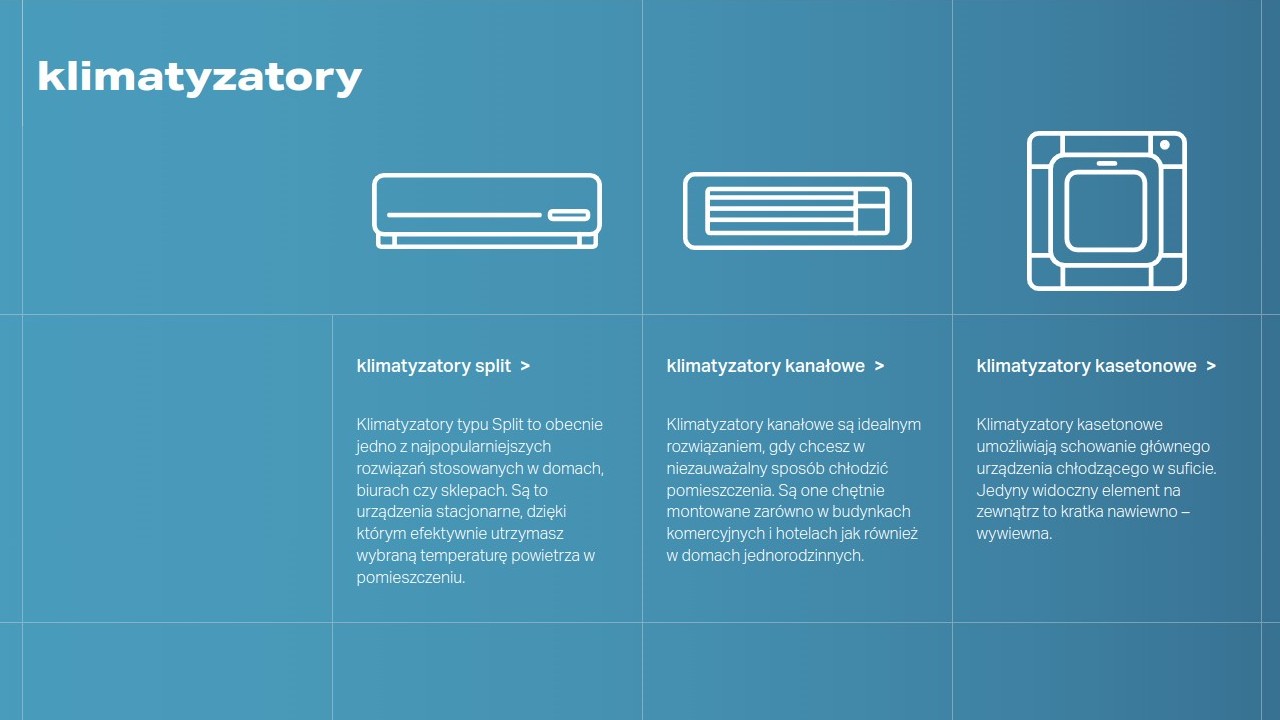 klimatyzatory
klimatyzatory split >
Klimatyzatory typu Split to obecnie
jedno z najpopularniejszych
rozwiązań stosowanych w domach,
biurach czy sklepach. Są to
urządzenia stacjonarne, dzięki
którym efektywnie utrzymasz
wybraną temperaturę powietrza w
pomieszczeniu.
klimatyzatory kanałowe >
Klimatyzatory kanałowe są idealnym
rozwiązaniem, gdy chcesz w
niezauważalny sposób chłodzić
pomieszczenia. Są one chętnie
montowane zarówno w budynkach
komercyjnych i hotelach jak również
w domach jednorodzinnych.
klimatyzatory kasetonowe >
Klimatyzatory kasetonowe
umożliwiają schowanie głównego
urządzenia chłodzącego w suficie.
Jedyny widoczny element na
zewnątrz to kratka nawiewno –
wywiewna.